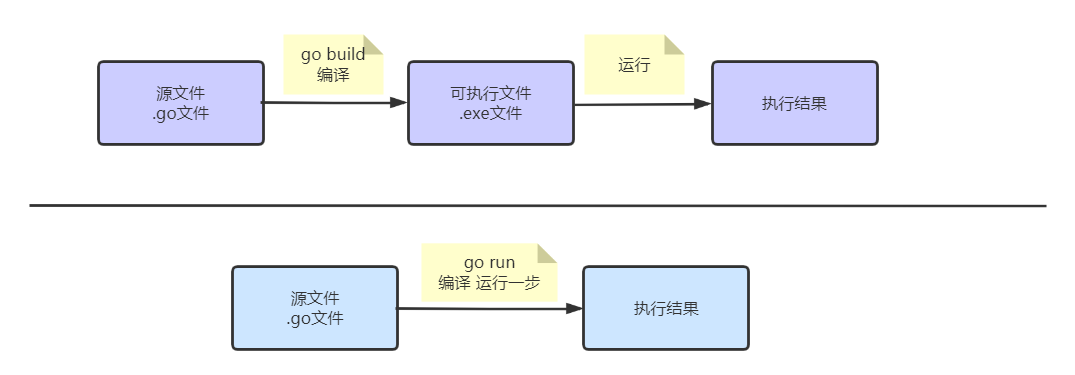 go build
编译
运行
源文件
.go文件
可执行文件
.exe文件
执行结果
go run
编译 运行一步
源文件
.go文件
执行结果